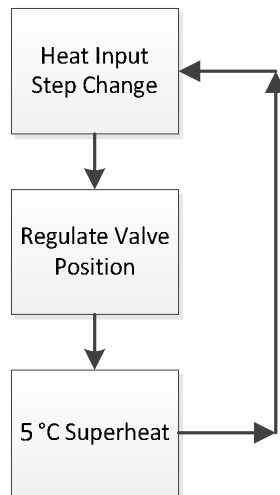 Heat Input
Step Change
Regulate Valve
Position
5 °C Superheat